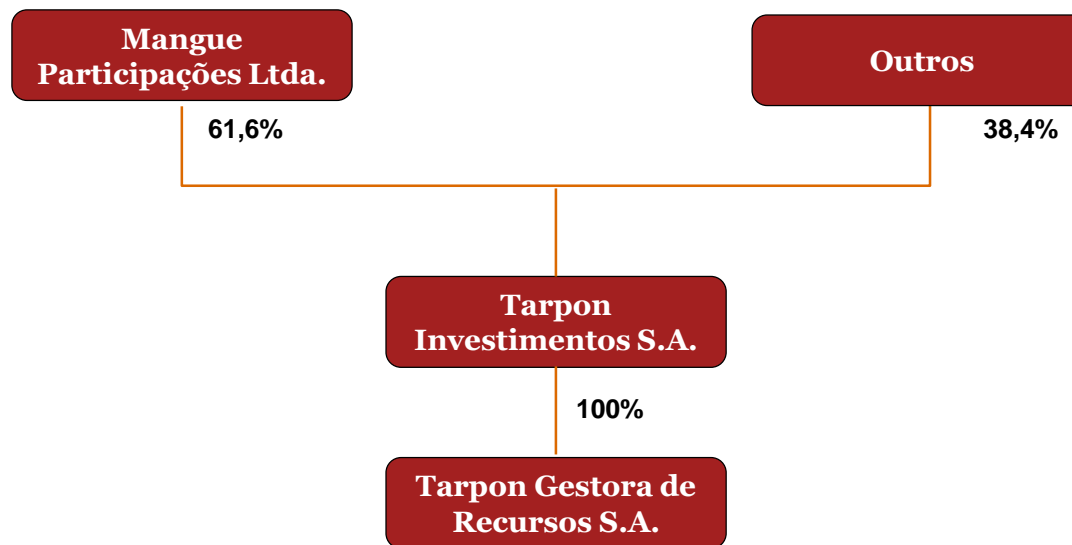 Mangue
Participações Ltda.
Outros
61,6%
38,4%
Tarpon
Investimentos S.A.
100%
Tarpon Gestora de
Recursos S.A.